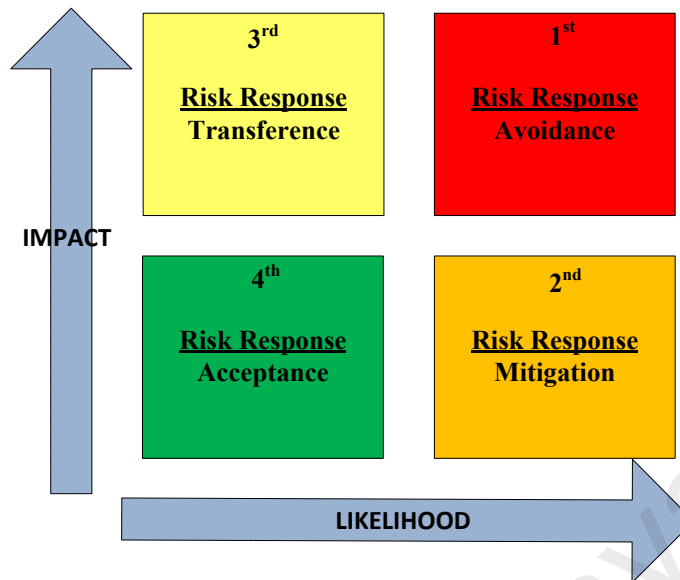 3rd
Risk Response
Transference
1st
Risk Response
Avoidance
IMPACT
4th
Risk Response
Acceptance
2nd
Risk Response
Mitigation
LIKELIHOOD